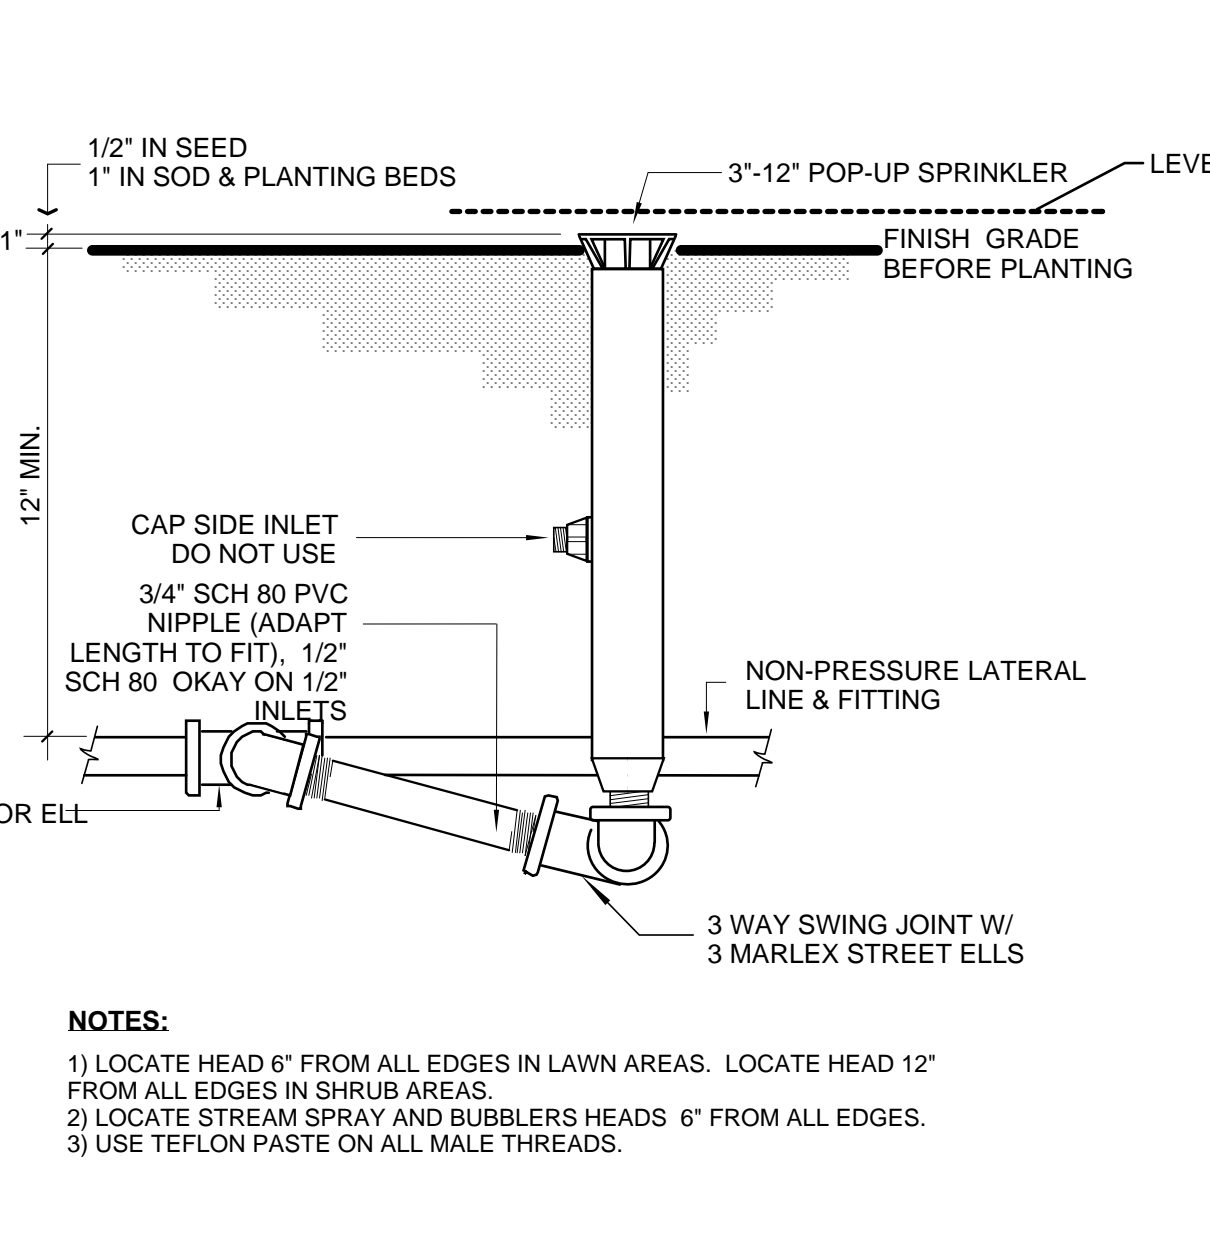 1/2" IN SEED
1" IN SOD & PLANTING BEDS
3"-12" POP-UP SPRINKLER
LEVE
1"
FINISH GRADE
BEFORE PLANTING
12" MIN.
CAP SIDE INLET
DO NOT USE
3/4" SCH 80 PVC
NIPPLE (ADAPT
LENGTH TO FIT), 1/2"
SCH 80 OKAY ON 1/2"
INLETS
NON-PRESSURE LATERAL
LINE & FITTING
OR ELL
3 WAY SWING JOINT W/
3 MARLEX STREET ELLS
NOTES:
1) LOCATE HEAD 6" FROM ALL EDGES IN LAWN AREAS. LOCATE HEAD 12"
FROM ALL EDGES IN SHRUB AREAS.
2) LOCATE STREAM SPRAY AND BUBBLERS HEADS 6" FROM ALL EDGES.
3) USE TEFLON PASTE ON ALL MALE THREADS.